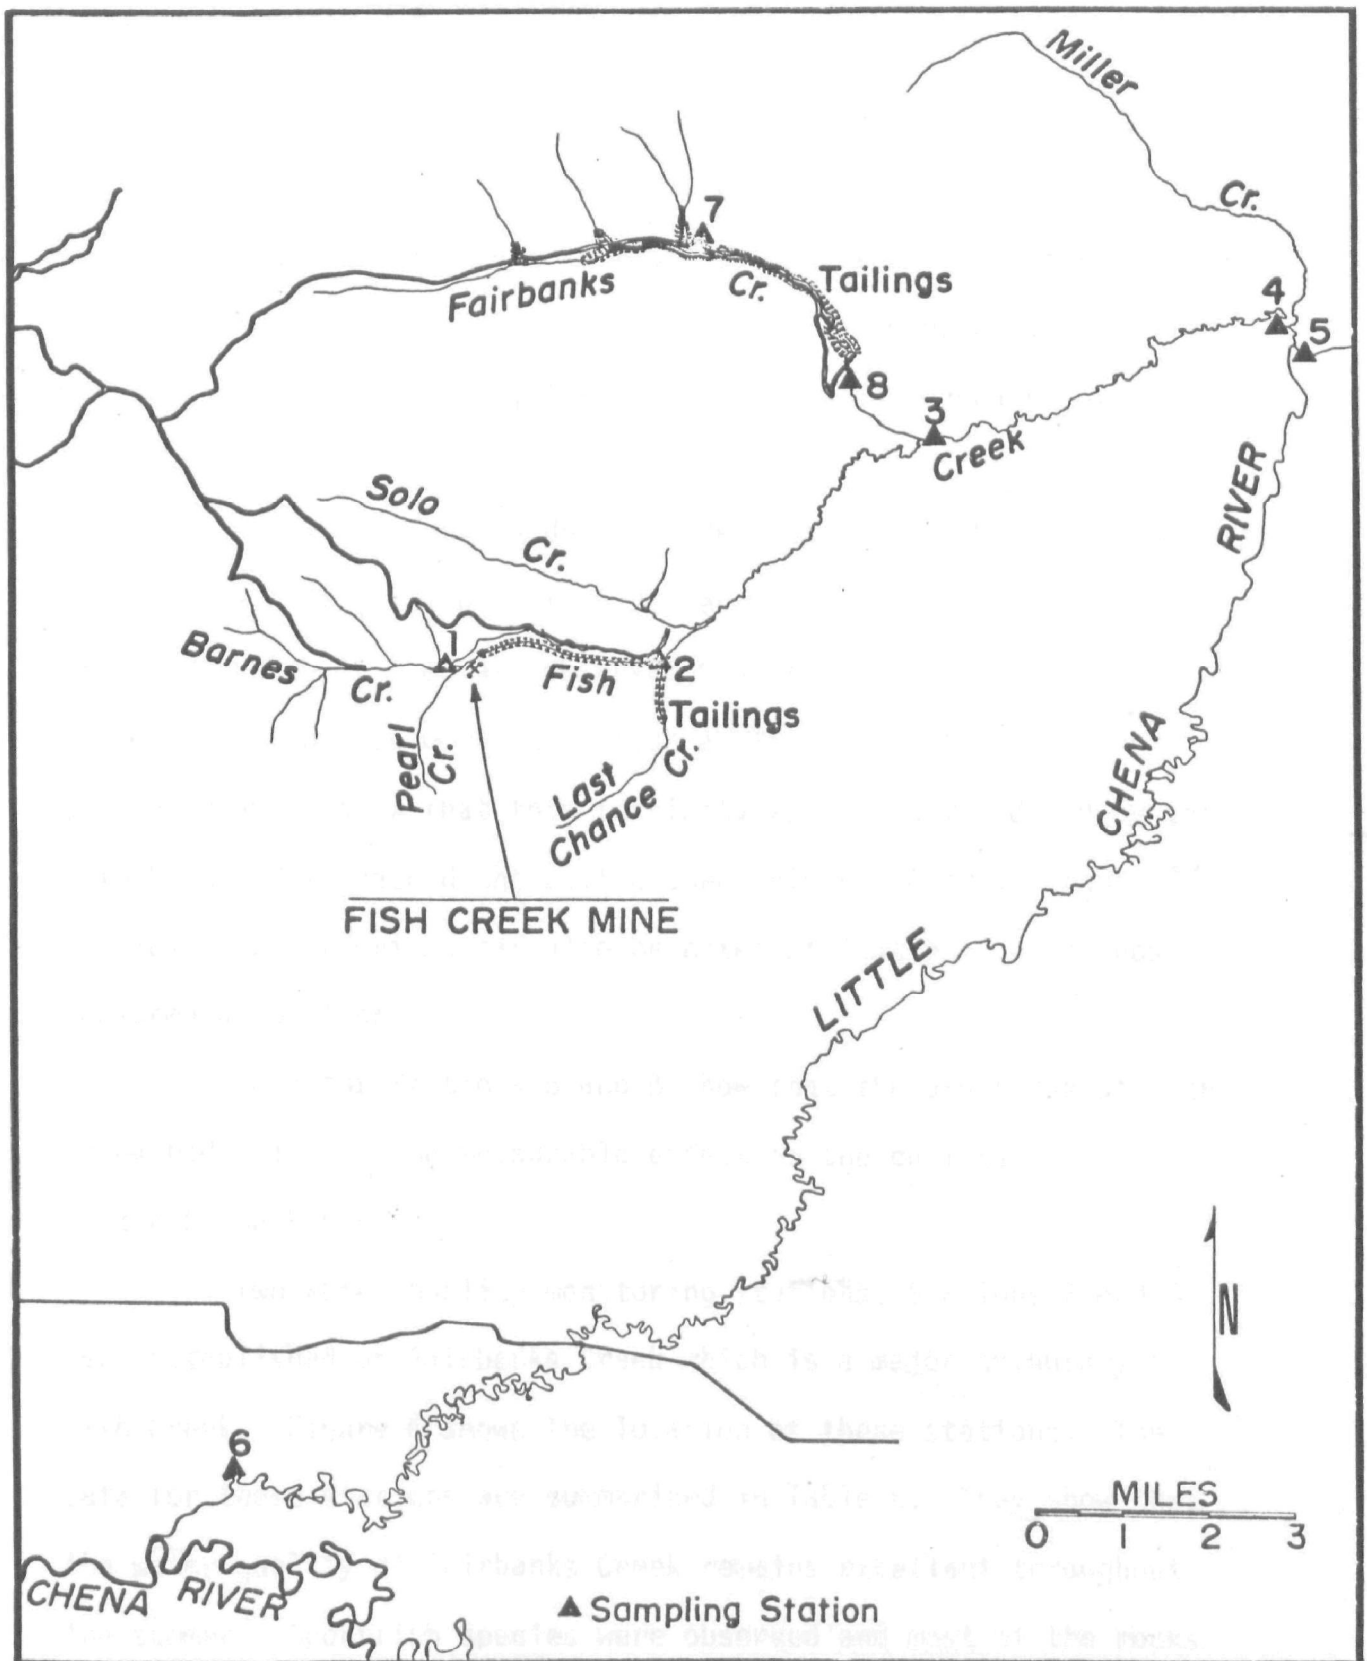 Miller
Cr.
7
Fairbanks
Cr.
Tailings
4
5
8
3
Creek
RIVER
Solo
Cr.
Barnes
Cr.
1
Fish
2
Tailings
Pearl
Cr.
Last
Chance
Cr.
CHENA
FISH CREEK MINE
LITTLE
N
6
MILES
0 1 2 3
CHENA RIVER
▲ Sampling Station